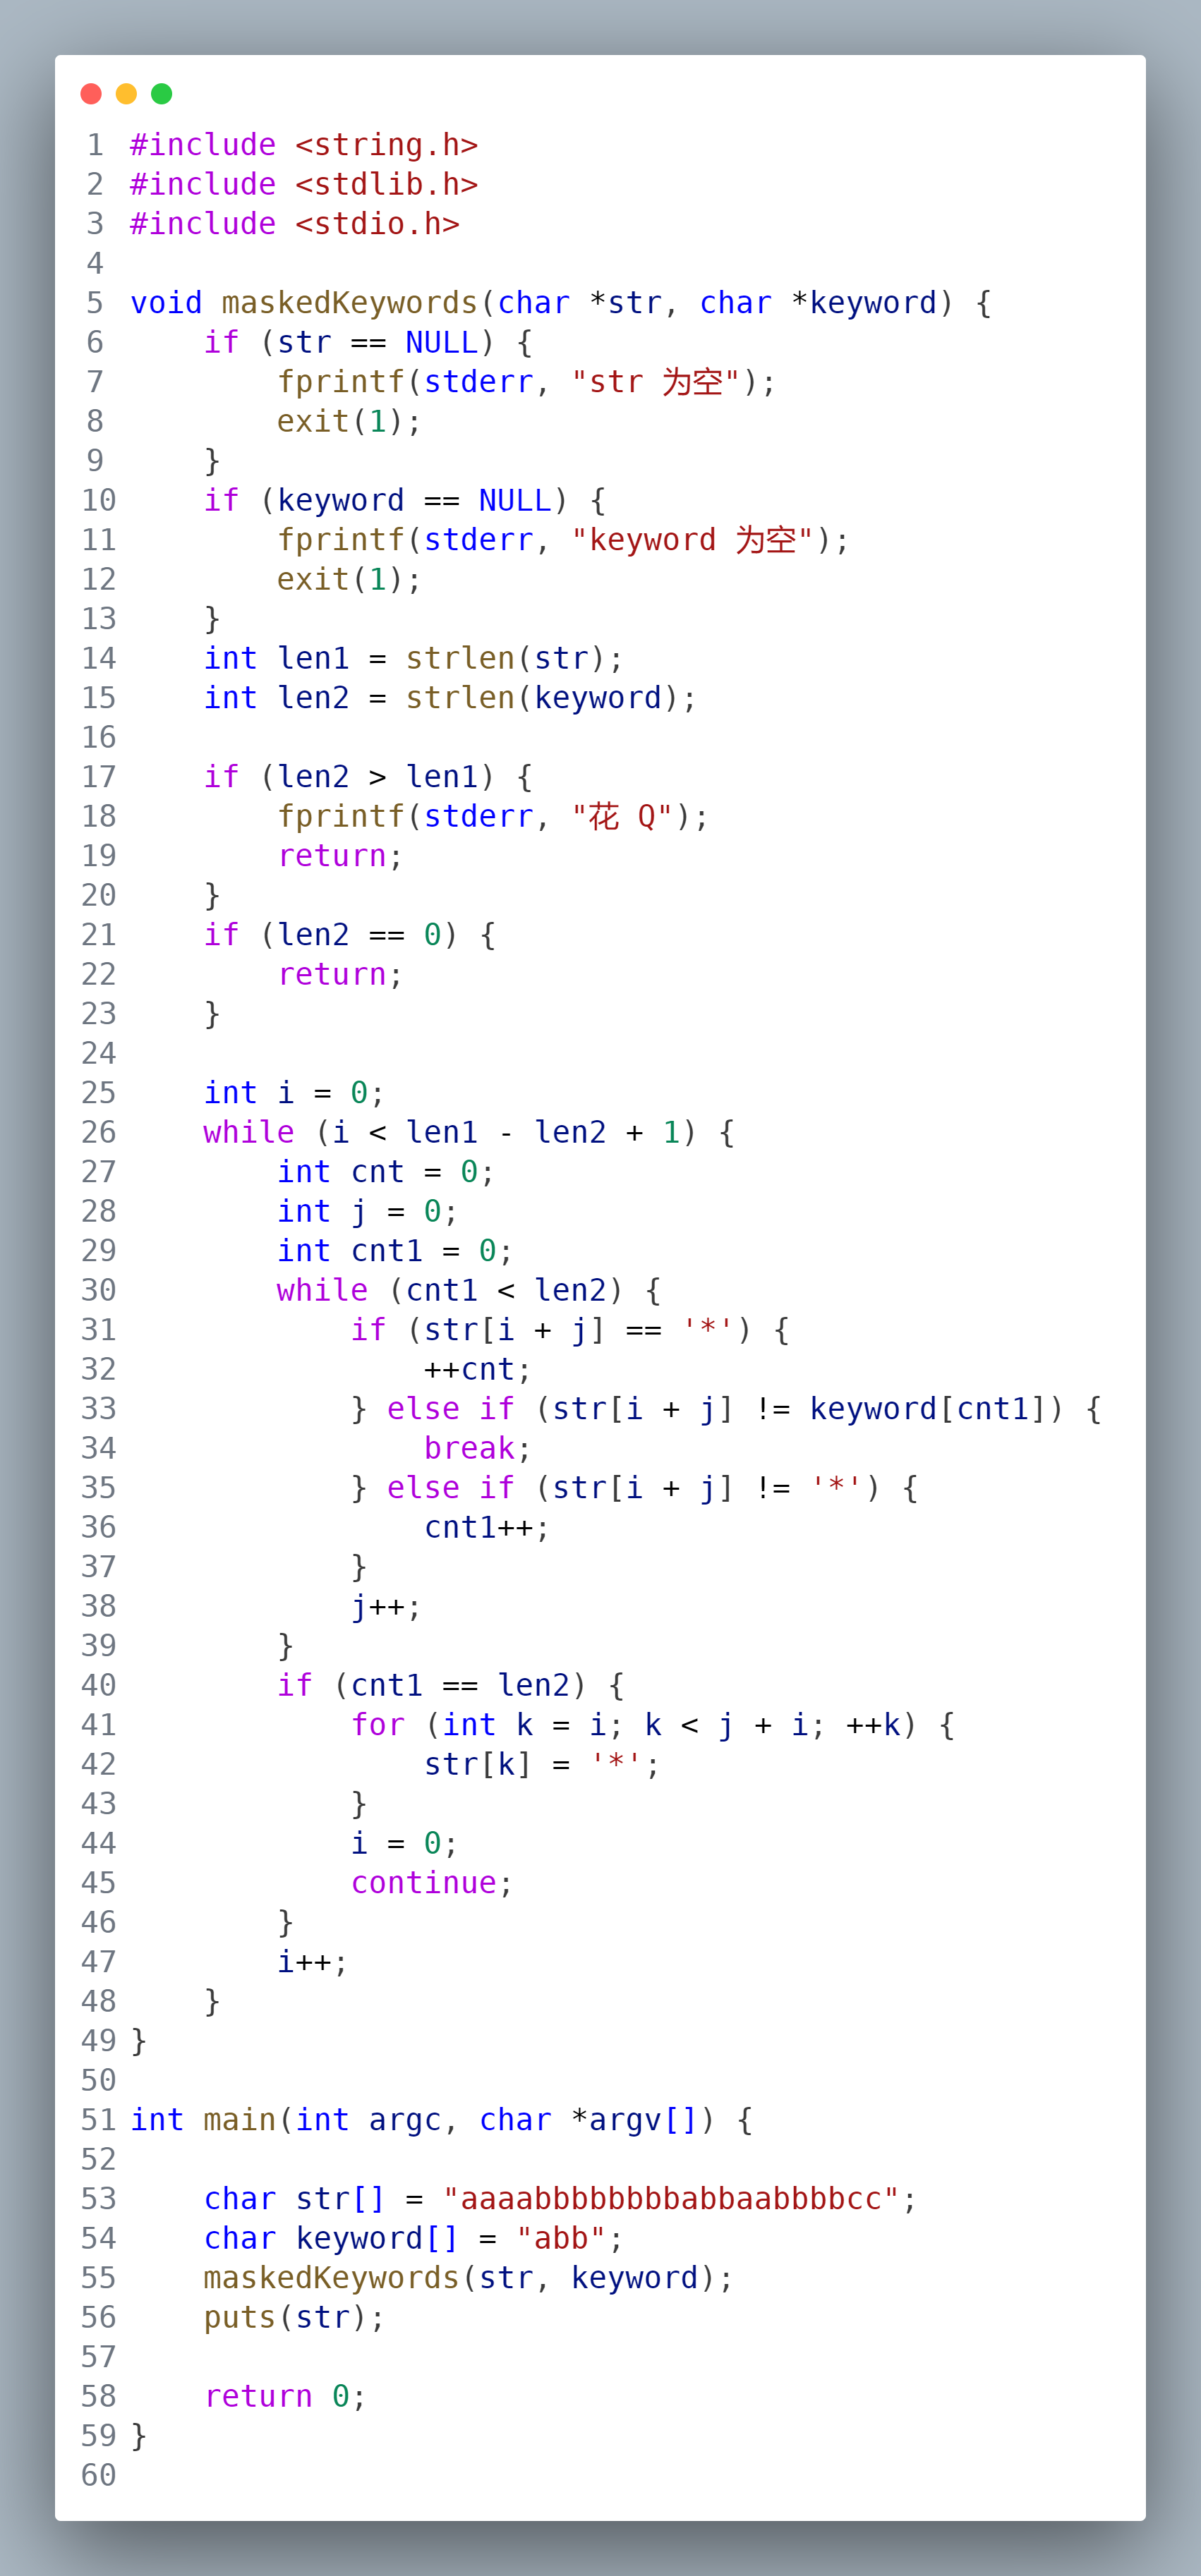 1 #include <string.h>
2 #include <stdlib.h>
3 #include <stdio.h>
4
5 void maskedKeywords(char *str, char *keyword) {
6     if (str == NULL) {
7         fprintf(stderr, "str 为空");
8         exit(1);
9     }
10     if (keyword == NULL) {
11         fprintf(stderr, "keyword 为空");
12         exit(1);
13     }
14     int len1 = strlen(str);
15     int len2 = strlen(keyword);
16
17     if (len2 > len1) {
18         fprintf(stderr, "花 Q");
19         return;
20     }
21     if (len2 == 0) {
22         return;
23     }
24
25     int i = 0;
26     while (i < len1 - len2 + 1) {
27         int cnt = 0;
28         int j = 0;
29         int cnt1 = 0;
30         while (cnt1 < len2) {
31             if (str[i + j] == '*') {
32                 ++cnt;
33             } else if (str[i + j] != keyword[cnt1]) {
34                 break;
35             } else if (str[i + j] != '*') {
36                 cnt1++;
37             }
38             j++;
39         }
40         if (cnt1 == len2) {
41             for (int k = i; k < j + i; ++k) {
42                 str[k] = '*';
43             }
44             i = 0;
45             continue;
46         }
47         i++;
48     }
49 }
50
51 int main(int argc, char *argv[]) {
52
53     char str[] = "aaaabbbbbbbbabbaabbbbcc";
54     char keyword[] = "abb";
55     maskedKeywords(str, keyword);
56     puts(str);
57
58     return 0;
59 }
60